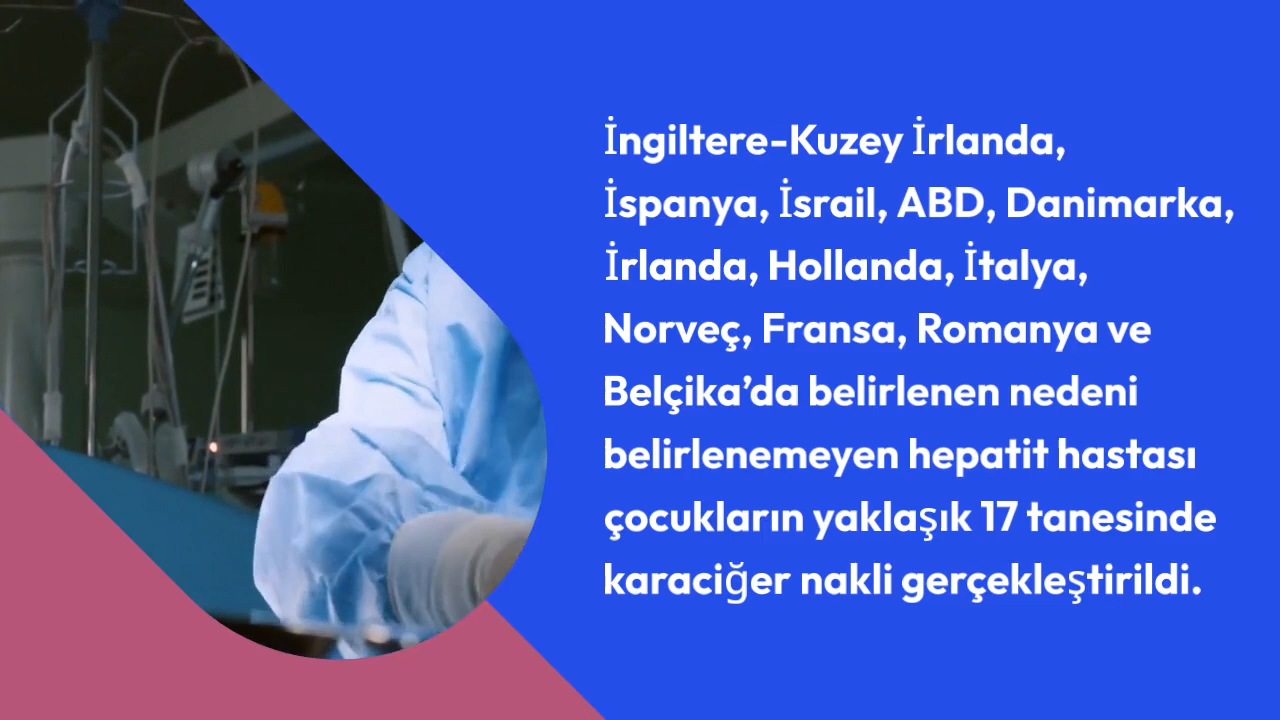 İngiltere-Kuzey İrlanda,
İspanya, İsrail, ABD, Danimarka,
İrlanda, Hollanda, İtalya,
Norveç, Fransa, Romanya ve
Belçika’da belirlenen nedeni
belirlenemeyen hepatit hastası
çocukların yaklaşık 17 tanesinde
karaciğer nakli gerçekleştirildi.